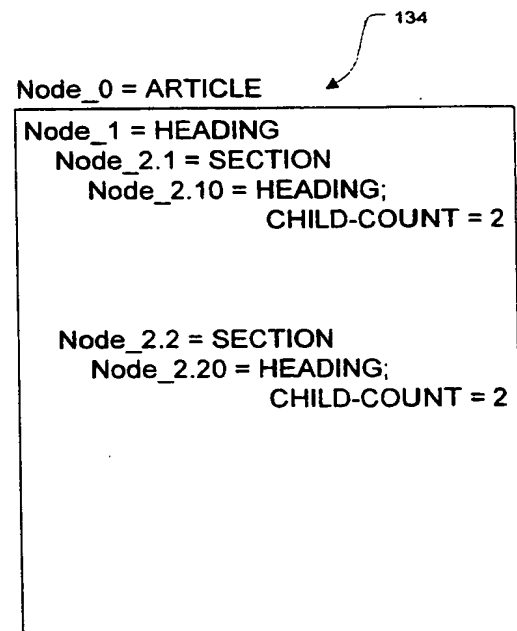 134
Node_0 = ARTICLE
Node_1 = HEADING
Node_2.1 = SECTION
Node_2.10 = HEADING;
CHILD-COUNT = 2
Node_2.2 = SECTION
Node_2.20 = HEADING;
CHILD-COUNT = 2